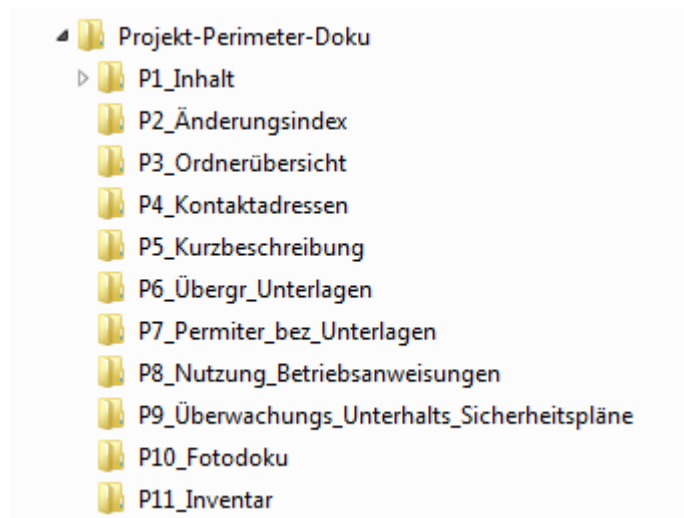 Projekt-Perimeter-Doku
P1_Inhalt
P2_Änderungsindex
P3_Ordnerübersicht
P4_Kontaktadressen
P5_Kurzbeschreibung
P6_Übergr_Unterlagen
P7_Permiter_bez_Unterlagen
P8_Nutzung_Betriebsanweisungen
P9_Überwachungs_Unterhalts_Sicherheitspläne
P10_Fotodoku
P11_Inventar